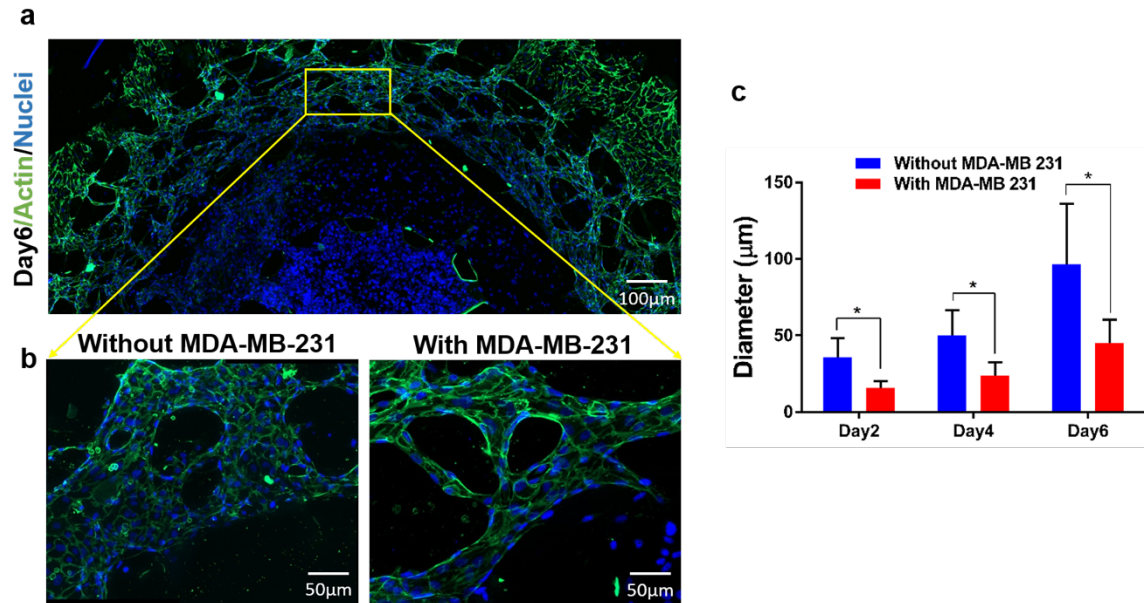 a
Day6/Actin/Nuclei
100μm
b
Without MDA-MB-231
With MDA-MB-231
50μm
50μm
c
Without MDA-MB 231
With MDA-MB 231
Diameter (μm)
150
100
50
0
*
*
*
Day2
Day4
Day6